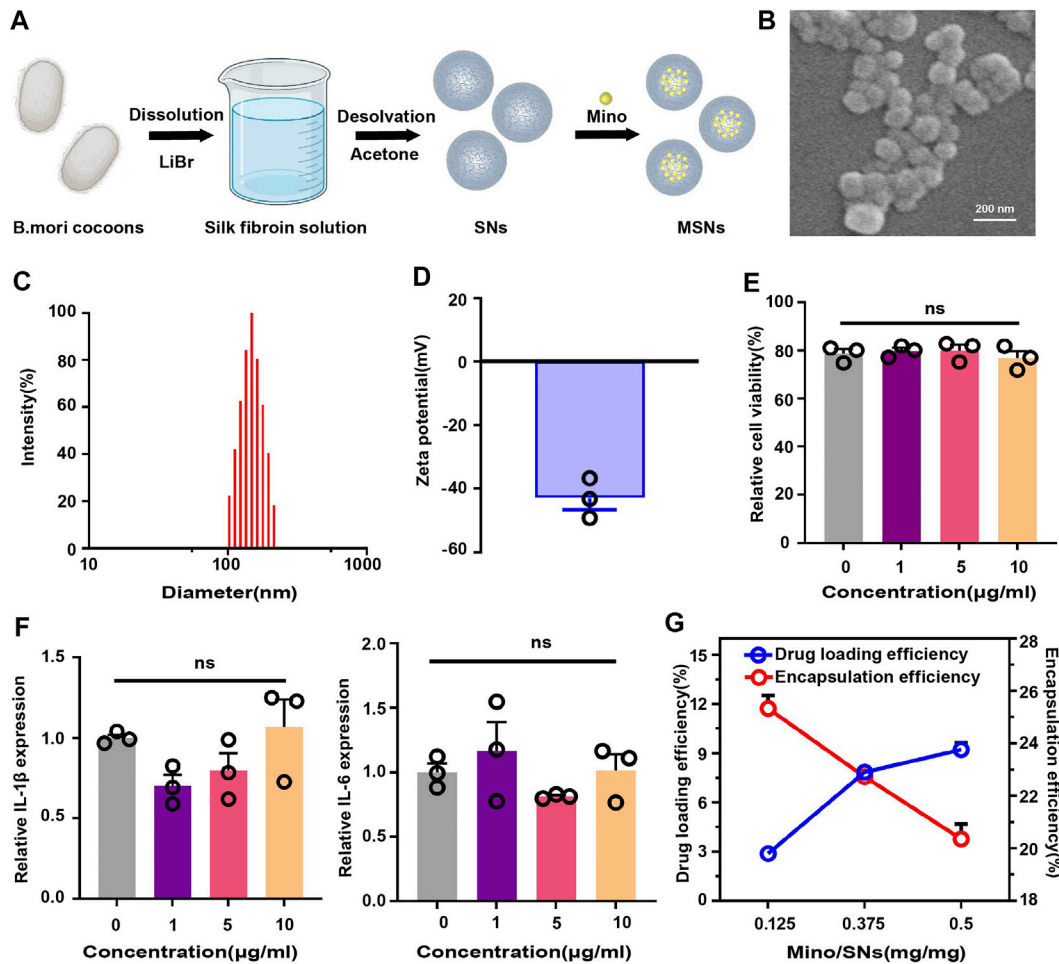 A
Dissolution
LiBr
Desolvation
Acetone
Mino
B.mori cocoons
Silk fibroin solution
SNs
MSNs
B
200 nm
C
Intensity(%)
100
80
60
40
20
0
10
100
1000
Diameter(nm)
D
Zeta potential(mV)
20
0
-20
-40
-60
E
Relative cell viability(%)
100
80
60
40
20
0
ns
0
1
5
10
Concentration(μg/ml)
F
Relative IL-1β expression
1.5
1.0
0.5
0.0
ns
0
1
5
10
Concentration(μg/ml)
Relative IL-6 expression
2.0
1.5
1.0
0.5
0.0
ns
0
1
5
10
Concentration(μg/ml)
G
Drug loading efficiency(%)
15
12
9
6
3
0
Drug loading efficiency
Encapsulation efficiency
28
26
24
22
20
18
Encapsulation
efficiency(%)
0.125
0.375
0.5
Mino/SNs(mg/mg)